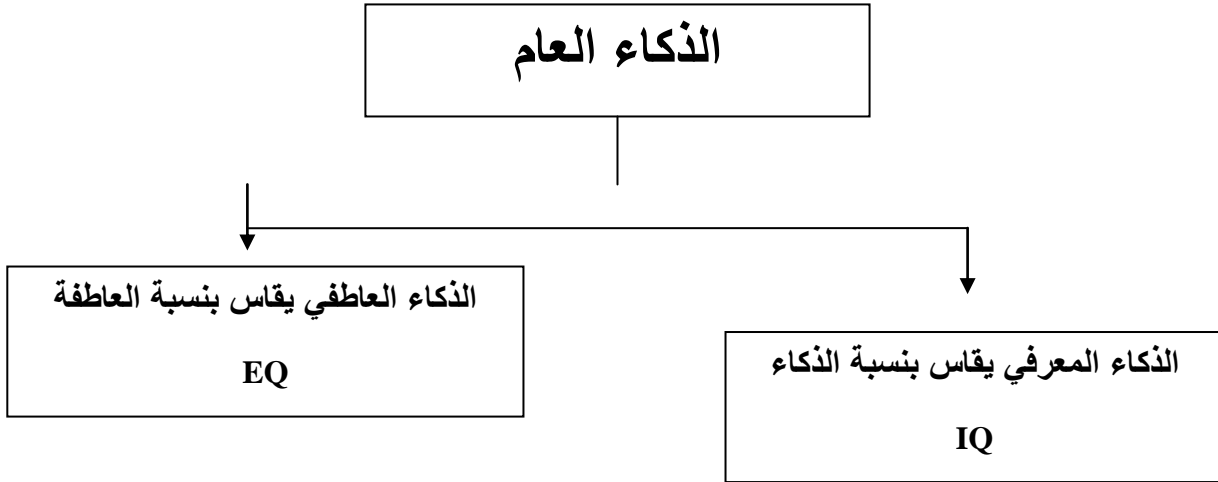 الذكاء العام
الذكاء العاطفي يقاس بنسبة العاطفة
EQ
الذكاء المعرفي يقاس بنسبة الذكاء
IQ